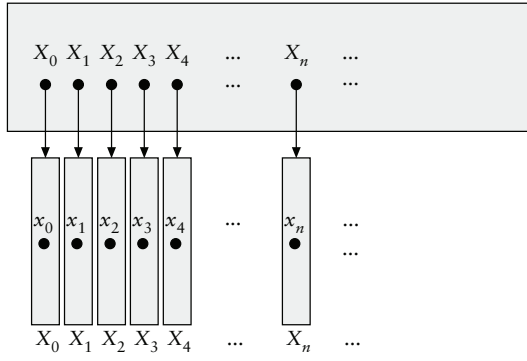 X₀ X₁ X₂ X₃ X₄ ... Xₙ ...
... ...
x₀ x₁ x₂ x₃ x₄ ... xₙ ...
...
X₀ X₁ X₂ X₃ X₄ ... Xₙ ...